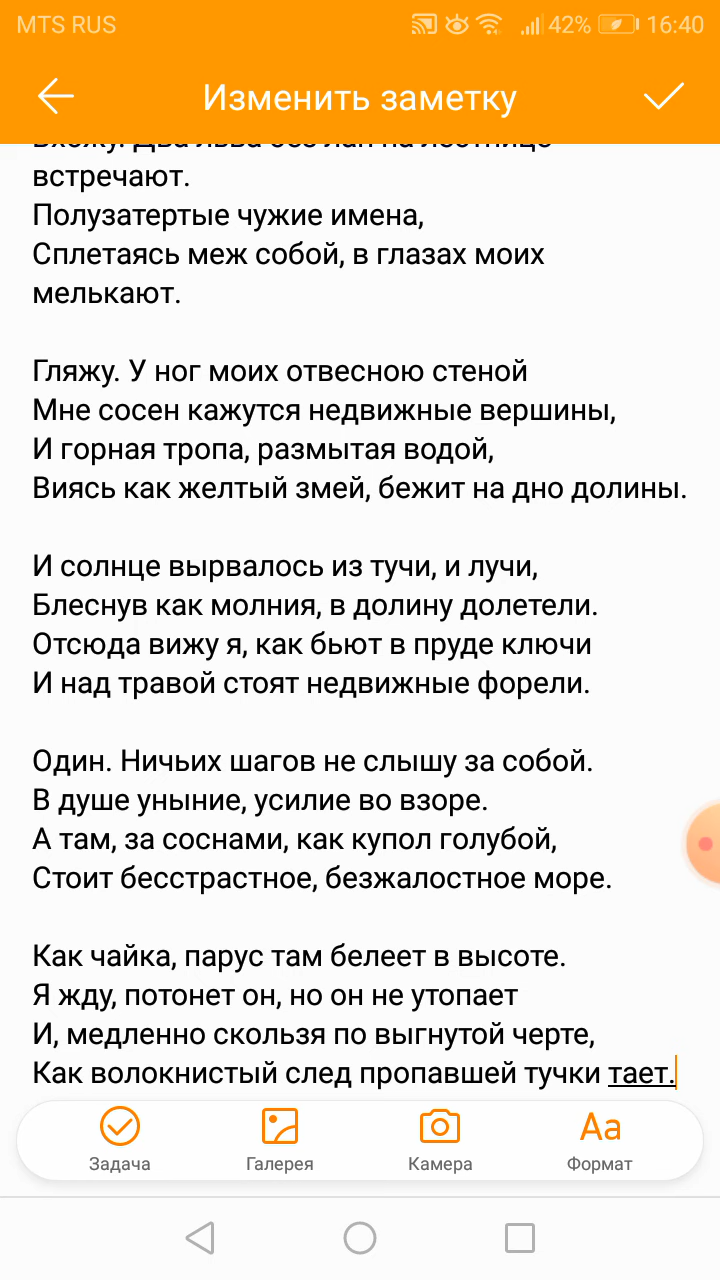 MTS RUS
42%
16:40
Изменить заметку
встречают.
Полузатертые чужие имена,
Сплетаясь меж собой, в глазах моих
мелькают.
Гляжу. У ног моих отвесною стеной
Мне сосен кажутся недвижные вершины,
И горная тропа, размытая водой,
Виясь как желтый змей, бежит на дно долины.
И солнце вырвалось из тучи, и лучи,
Блеснув как молния, в долину долетели.
Отсюда вижу я, как бьют в пруде ключи
И над травой стоят недвижные форели.
Один. Ничьих шагов не слышу за собой.
В душе уныние, усилие во взоре.
А там, за соснами, как купол голубой,
Стоит бесстрастное, безжалостное море.
Как чайка, парус там белеет в высоте.
Я жду, потонет он, но он не утопает
И, медленно скользя по выгнутой черте,
Как волокнистый след пропавшей тучки тает.
Задача
Галерея
Камера
Aa
Формат